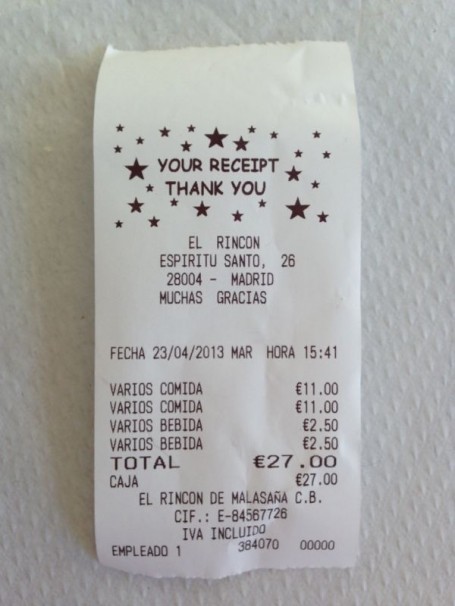 YOUR RECEIPT
THANK YOU
EL RINCON
ESPIRITU SANTO, 26
28004 - MADRID
MUCHAS GRACIAS
FECHA 23/04/2013 MAR HORA 15:41
VARIOS COMIDA €11.00
VARIOS COMIDA €11.00
VARIOS BEBIDA €2.50
VARIOS BEBIDA €2.50
TOTAL €27.00
CAJA €27.00
EL RINCON DE MALASAÑA C.B.
CIF.: E-84567726
IVA INCLUIDO
EMPLEADO 1 384070 00000